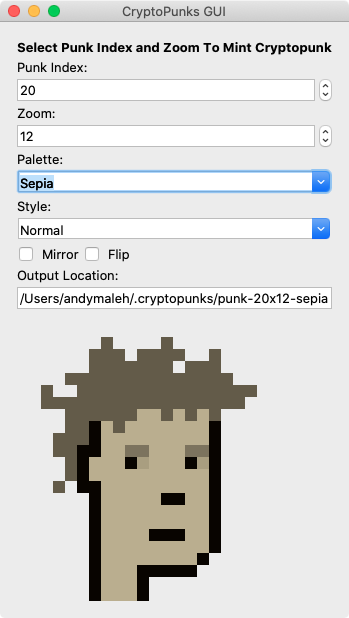 CryptoPunks GUI
Select Punk Index and Zoom To Mint Cryptopunk
Punk Index:
20
Zoom:
12
Palette:
Sepia
Style:
Normal
Mirror Flip
Output Location:
/Users/andymaleh/.cryptopunks/punk-20x12-sepia